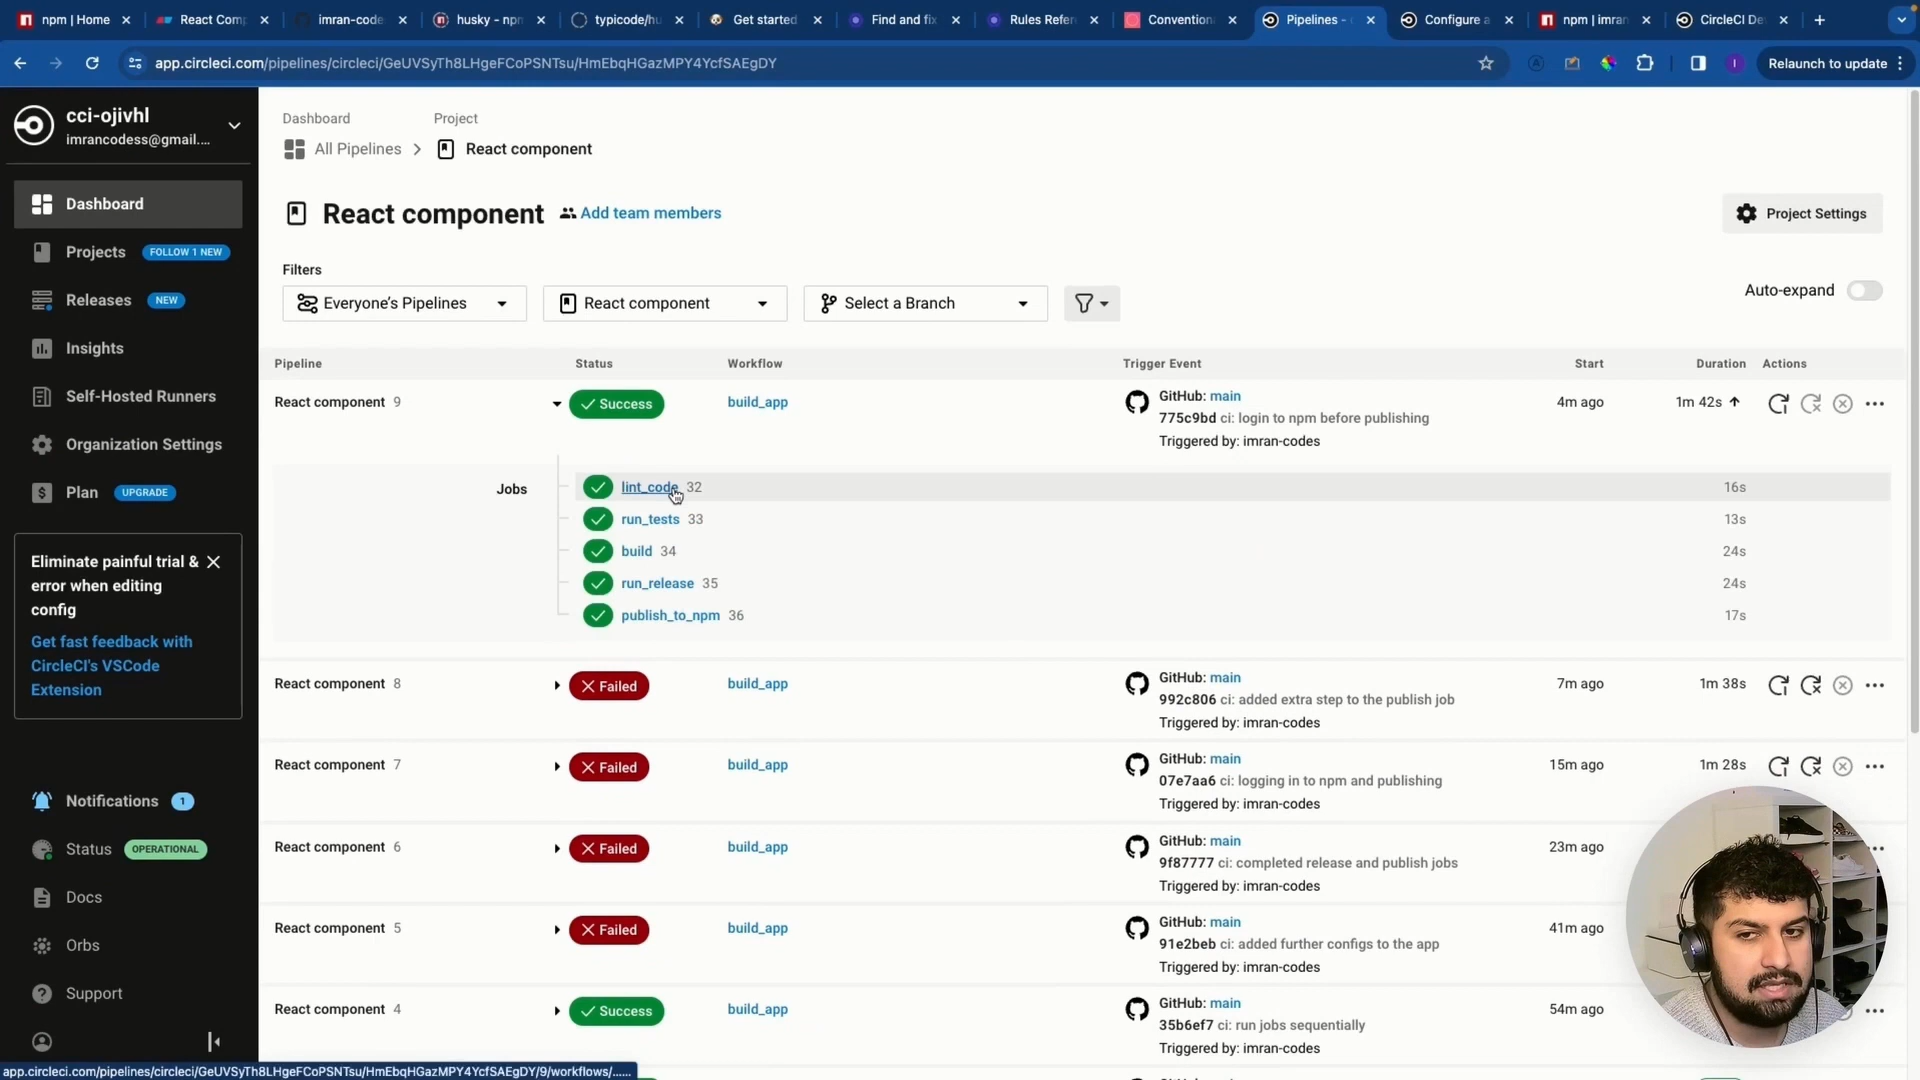 npm | Home
React Comp
imran-code
husky - npm
typicode/hu
Get started
Find and fix
Rules Refer
Convention
Pipelines -
Configure a
npm | imran
CircleCI De
app.circleci.com/pipelines/circleci/GeUVSyTh8LHgeFCoPSNTsu/HmEbqHGazMPY4YcfSAEgDY
Relaunch to update
cci-ojivhl
imrancodess@gmail....
Dashboard
Projects FOLLOW 1 NEW
Releases NEW
Insights
Self-Hosted Runners
Organization Settings
Plan UPGRADE
Eliminate painful trial &
error when editing
config
Get fast feedback with
CircleCI's VSCode
Extension
Notifications 1
Status OPERATIONAL
Docs
Orbs
Support
Dashboard Project
All Pipelines > React component
React component Add team members
Project Settings
Filters
Everyone's Pipelines React component Select a Branch
Auto-expand
Pipeline Status Workflow Trigger Event Start Duration Actions
React component 9 Success build_app GitHub: main 4m ago 1m 42s
775c9bd ci: login to npm before publishing
Triggered by: imran-codes
Jobs
lint_code 32 16s
run_tests 33 13s
build 34 24s
run_release 35 24s
publish_to_npm 36 17s
React component 8 Failed build_app GitHub: main 7m ago 1m 38s
992c806 ci: added extra step to the publish job
Triggered by: imran-codes
React component 7 Failed build_app GitHub: main 15m ago 1m 28s
07e7aa6 ci: logging in to npm and publishing
Triggered by: imran-codes
React component 6 Failed build_app GitHub: main 23m ago
9f87777 ci: completed release and publish jobs
Triggered by: imran-codes
React component 5 Failed build_app GitHub: main 41m ago
91e2beb ci: added further configs to the app
Triggered by: imran-codes
React component 4 Success build_app GitHub: main 54m ago
35b6ef7 ci: run jobs sequentially
Triggered by: imran-codes
app.circleci.com/pipelines/circleci/GeUVSyTh8LHgeFCoPSNTsu/HmEbqHGazMPY4YcfSAEgDY/9/workflows/......